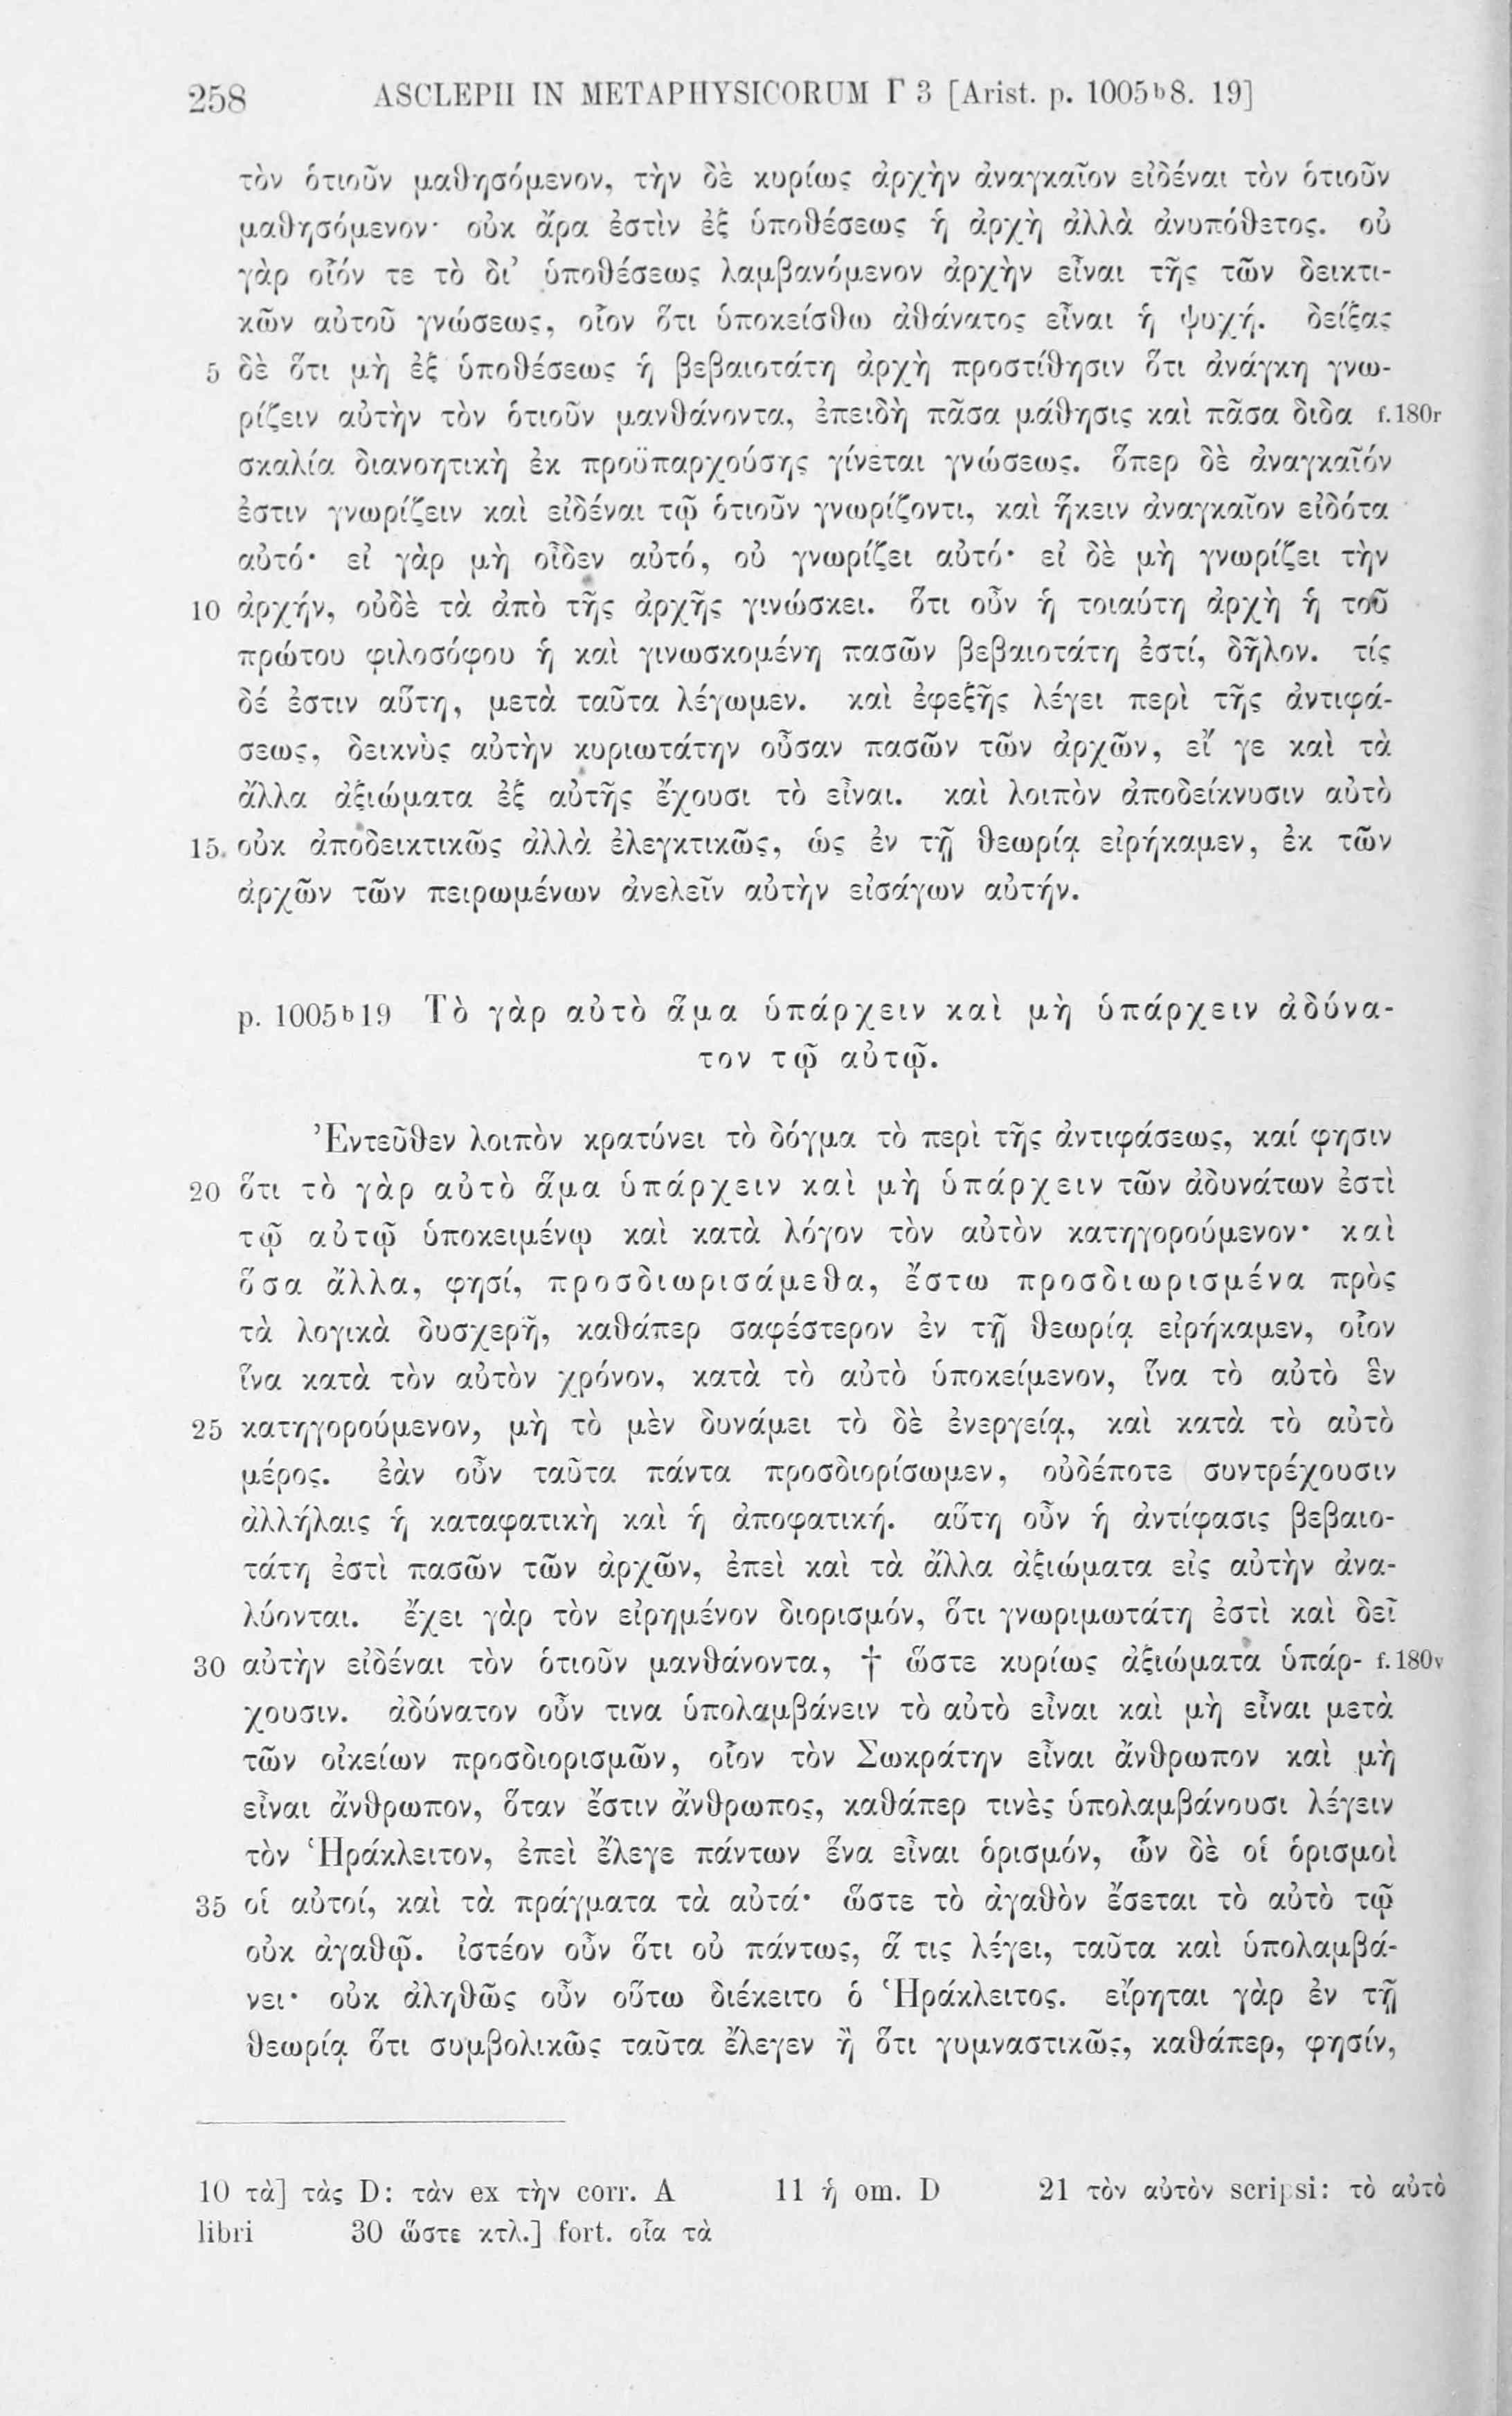 258 ASCLEPII IN METAPHYSICORUM Γ 3 [Arist. p. 1005ᵇ8. 19]
τὸν ὁτιοῦν μαθησόμενον, τὴν δὲ κυρίως ἀρχὴν ἀναγκαῖον εἰδέναι τὸν ὁτιοῦν
μαθησόμενον· οὐκ ἄρα ἐστὶν ἐξ ὑποθέσεως ἡ ἀρχὴ ἀλλὰ ἀνυπόθετος. οὐ
γὰρ οἷόν τε τὸ δι’ ὑποθέσεως λαμβανόμενον ἀρχὴν εἶναι τῆς τῶν δεικτι-
κῶν αὐτοῦ γνώσεως, οἷον ὅτι ὑποκείσθω ἀθάνατος εἶναι ἡ ψυχή. δείξας
5 δὲ ὅτι μὴ ἐξ ὑποθέσεως ἡ βεβαιοτάτη ἀρχὴ προστίθησιν ὅτι ἀνάγκη γνω-
ρίζειν αὐτὴν τὸν ὁτιοῦν μανθάνοντα, ἐπειδὴ πᾶσα μάθησις καὶ πᾶσα διδα f.180r
σκαλία διανοητικὴ ἐκ προϋπαρχούσης γίνεται γνώσεως. ὅπερ δὲ ἀναγκαῖόν
ἐστιν γνωρίζειν καὶ εἰδέναι τῷ ὁτιοῦν γνωρίζοντι, καὶ ἥκειν ἀναγκαῖον εἰδότα
αὐτό· εἰ γὰρ μὴ οἶδεν αὐτό, οὐ γνωρίζει αὐτό· εἰ δὲ μὴ γνωρίζει τὴν
10 ἀρχήν, οὐδὲ τὰ ἀπὸ τῆς ἀρχῆς γινώσκει. ὅτι οὖν ἡ τοιαύτη ἀρχὴ ἡ τοῦ
πρώτου φιλοσόφου ἡ καὶ γινωσκομένη πασῶν βεβαιοτάτη ἐστί, δῆλον. τίς
δέ ἐστιν αὕτη, μετὰ ταῦτα λέγωμεν. καὶ ἐφεξῆς λέγει περὶ τῆς ἀντιφά-
σεως, δεικνὺς αὐτὴν κυριωτάτην οὖσαν πασῶν τῶν ἀρχῶν, εἴ γε καὶ τὰ
ἄλλα ἀξιώματα ἐξ αὐτῆς ἔχουσι τὸ εἶναι. καὶ λοιπὸν ἀποδείκνυσιν αὐτὸ
15 οὐκ ἀποδεικτικῶς ἀλλὰ ἐλεγκτικῶς, ὡς ἐν τῇ θεωρίᾳ εἰρήκαμεν, ἐκ τῶν
ἀρχῶν τῶν πειρωμένων ἀνελεῖν αὐτὴν εἰσάγων αὐτήν.
p. 1005ᵇ19 Τὸ γὰρ αὐτὸ ἅμα ὑπάρχειν καὶ μὴ ὑπάρχειν ἀδύνα-
τον τῷ αὐτῷ.
Ἐντεῦθεν λοιπὸν κρατύνει τὸ δόγμα τὸ περὶ τῆς ἀντιφάσεως, καί φησιν
20 ὅτι τὸ γὰρ αὐτὸ ἅμα ὑπάρχειν καὶ μὴ ὑπάρχειν τῶν ἀδυνάτων ἐστὶ
τῷ αὐτῷ ὑποκειμένῳ καὶ κατὰ λόγον τὸν αὐτὸν κατηγορούμενον· καὶ
ὅσα ἄλλα, φησί, προσδιωρισάμεθα, ἔστω προσδιωρισμένα πρὸς
τὰ λογικὰ δυσχερῆ, καθάπερ σαφέστερον ἐν τῇ θεωρίᾳ εἰρήκαμεν, οἷον
ἵνα κατὰ τὸν αὐτὸν χρόνον, κατὰ τὸ αὐτὸ ὑποκείμενον, ἵνα τὸ αὐτὸ ἓν
25 κατηγορούμενον, μὴ τὸ μὲν δυνάμει τὸ δὲ ἐνεργείᾳ, καὶ κατὰ τὸ αὐτὸ
μέρος. ἐὰν οὖν ταῦτα πάντα προσδιορίσωμεν, οὐδέποτε συντρέχουσιν
ἀλλήλαις ἡ καταφατικὴ καὶ ἡ ἀποφατική. αὕτη οὖν ἡ ἀντίφασις βεβαιο-
τάτη ἐστὶ πασῶν τῶν ἀρχῶν, ἐπεὶ καὶ τὰ ἄλλα ἀξιώματα εἰς αὐτὴν ἀνα-
λύονται. ἔχει γὰρ τὸν εἰρημένον διορισμόν, ὅτι γνωριμωτάτη ἐστὶ καὶ δεῖ
30 αὐτὴν εἰδέναι τὸν ὁτιοῦν μανθάνοντα, † ὥστε κυρίως ἀξιώματα ὑπάρ- f.180v
χουσιν. ἀδύνατον οὖν τινα ὑπολαμβάνειν τὸ αὐτὸ εἶναι καὶ μὴ εἶναι μετὰ
τῶν οἰκείων προσδιορισμῶν, οἷον τὸν Σωκράτην εἶναι ἄνθρωπον καὶ μὴ
εἶναι ἄνθρωπον, ὅταν ἔστιν ἄνθρωπος, καθάπερ τινὲς ὑπολαμβάνουσι λέγειν
τὸν Ἡράκλειτον, ἐπεὶ ἔλεγε πάντων ἕνα εἶναι ὁρισμόν, ὧν δὲ οἱ ὁρισμοὶ
35 οἱ αὐτοί, καὶ τὰ πράγματα τὰ αὐτά· ὥστε τὸ ἀγαθὸν ἔσεται τὸ αὐτὸ τῷ
οὐκ ἀγαθῷ. ἰστέον οὖν ὅτι οὐ πάντως, ἅ τις λέγει, ταῦτα καὶ ὑπολαμβά-
νει· οὐκ ἀληθῶς οὖν οὕτω διέκειτο ὁ Ἡράκλειτος. εἴρηται γὰρ ἐν τῇ
θεωρίᾳ ὅτι συμβολικῶς ταῦτα ἔλεγεν ἢ ὅτι γυμναστικῶς, καθάπερ, φησίν,
10 τὰ] τὰς D: τὰν ex τὴν corr. A 11 ἡ om. D 21 τὸν αὐτὸν scripsi: τὸ αὐτὸ
libri 30 ὥστε κτλ.] fort. οἷα τὰ